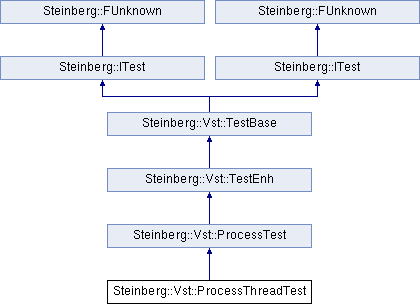 Steinberg::FUnknown Steinberg::FUnknown
Steinberg::ITest Steinberg::ITest
Steinberg::Vst::TestBase
Steinberg::Vst::TestEnh
Steinberg::Vst::ProcessTest
Steinberg::Vst::ProcessThreadTest